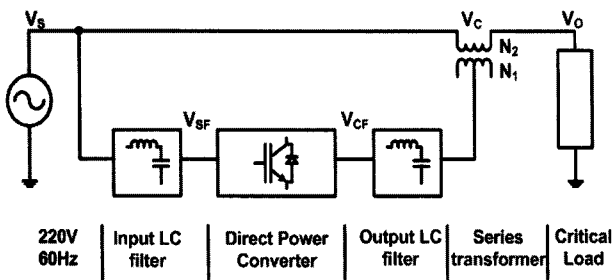 Vs
Vc
Vo
N2
N1
VSF
VCF
220V
60Hz
Input LC
filter
Direct Power
Converter
Output LC
filter
Series
transformer
Critical
Load